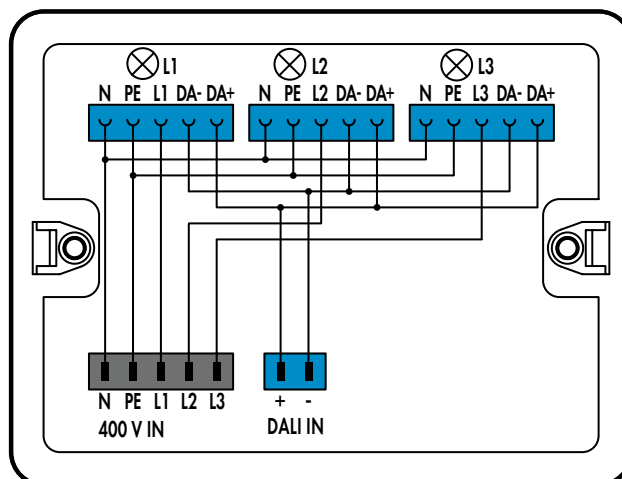 L1 L2 L3
N PE L1 DA- DA+ N PE L2 DA- DA+ N PE L3 DA- DA+
N PE L1 L2 L3 + -
400 V IN DALI IN